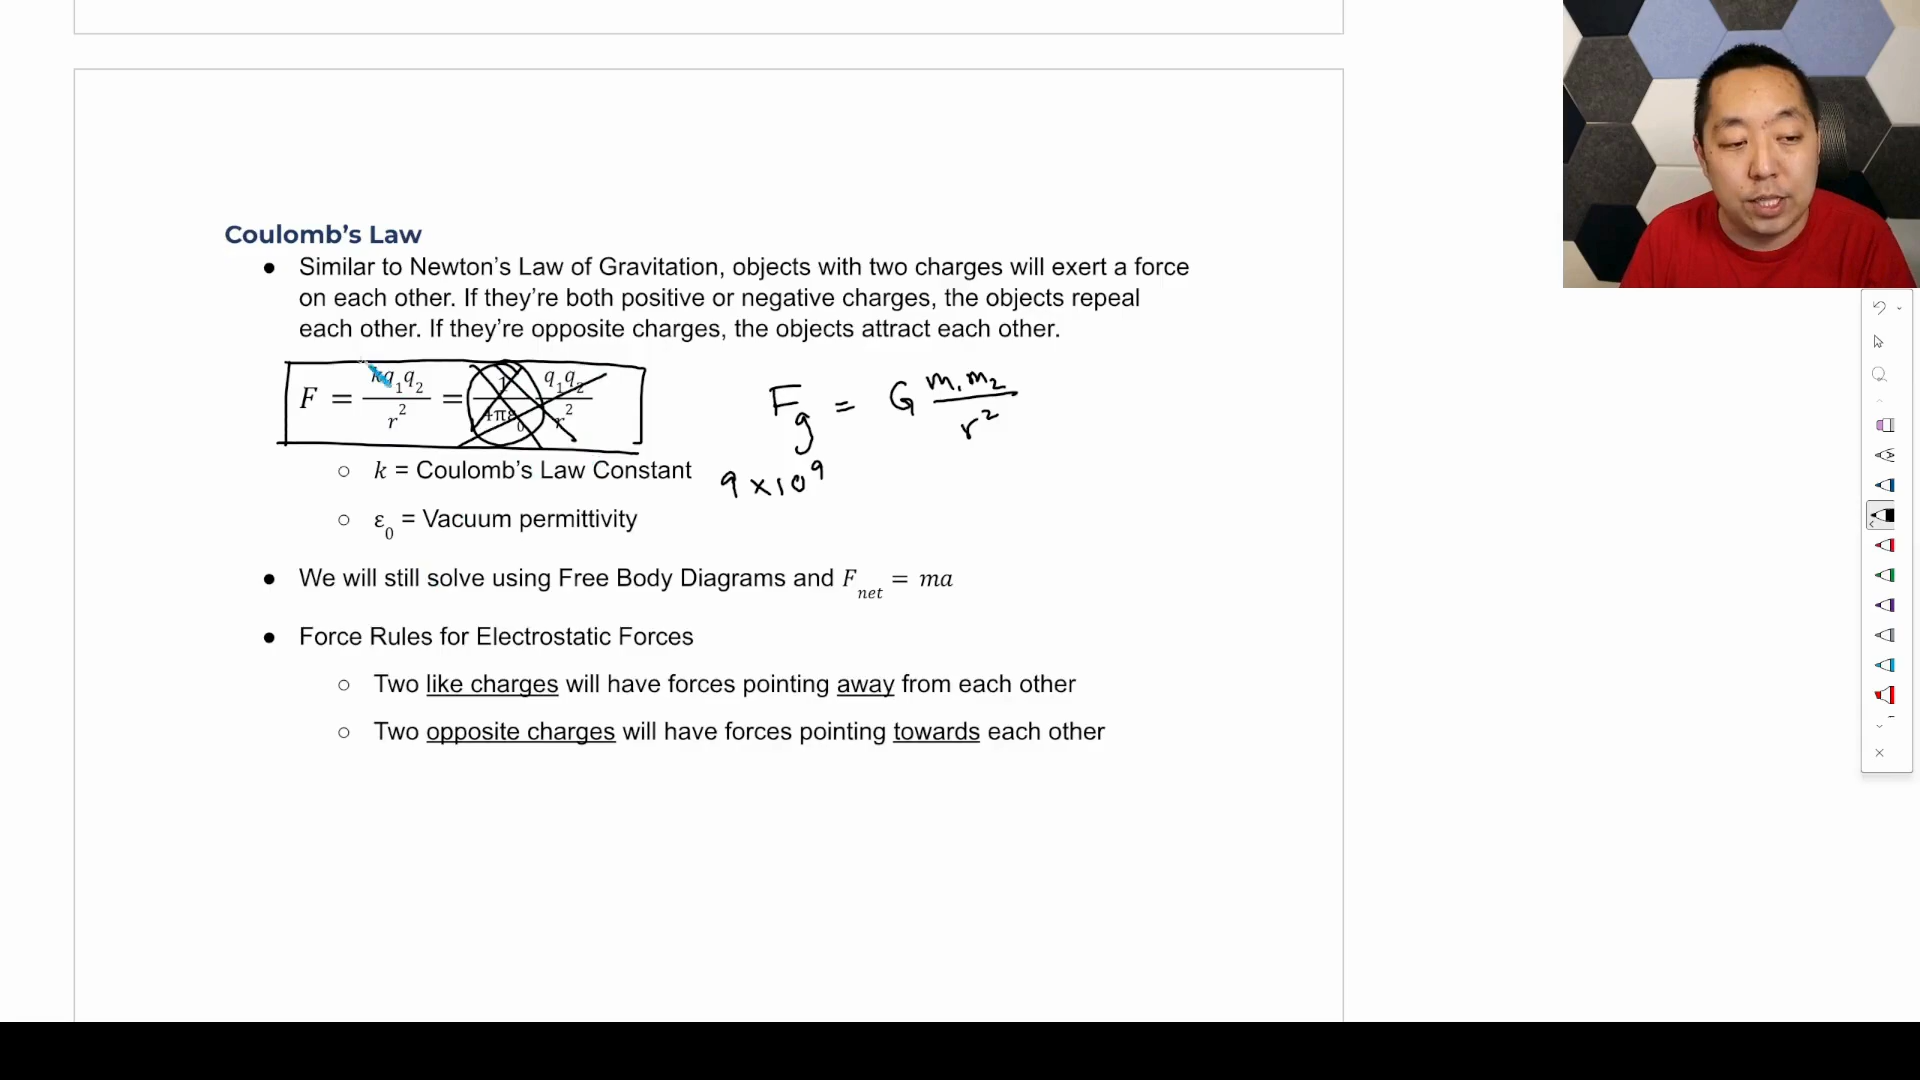 Coulomb's Law
● Similar to Newton's Law of Gravitation, objects with two charges will exert a force
on each other. If they're both positive or negative charges, the objects repeal
each other. If they're opposite charges, the objects attract each other.
F = kq₁q₂/r² = 1/4πε₀ q₁q₂/r²
F_g = G m₁m₂/r²
○ k = Coulomb's Law Constant 9 × 10⁹
○ ε₀ = Vacuum permittivity
● We will still solve using Free Body Diagrams and F_net = ma
● Force Rules for Electrostatic Forces
○ Two like charges will have forces pointing away from each other
○ Two opposite charges will have forces pointing towards each other